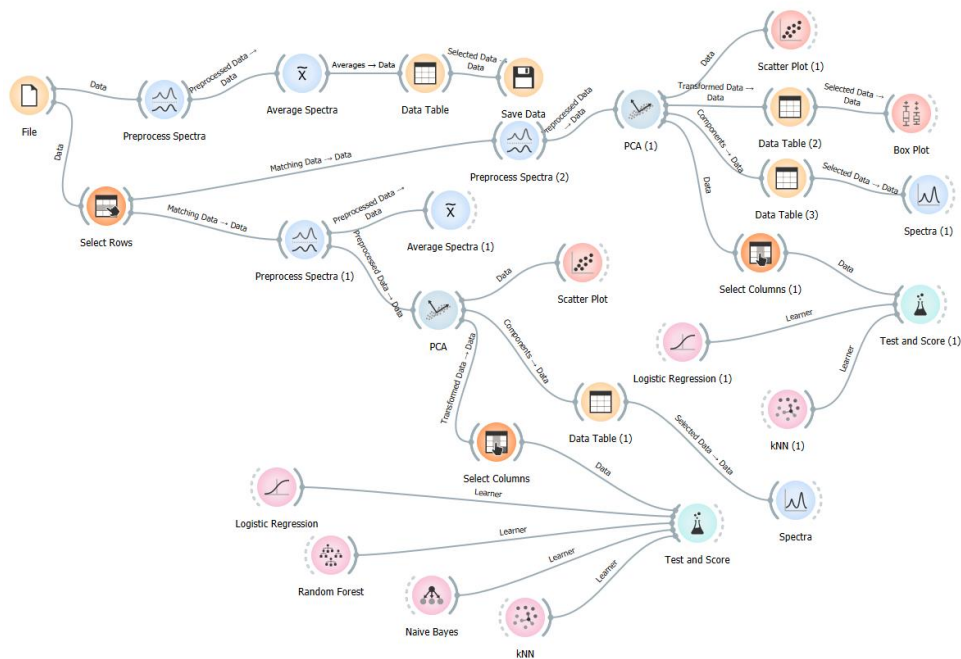 Data
Preprocessed Data → Data
Averages → Data
Selected Data → Data
File
Preprocess Spectra
Average Spectra
Data Table
Save Data
Data
Scatter Plot (1)
Transformed Data → Data
Selected Data → Data
reprocessed Data → Data
PCA (1)
Data Table (2)
Box Plot
Data
Matching Data → Data
Preprocess Spectra (2)
Components → Data
Selected Data → Data
Data Table (3)
Spectra (1)
Select Rows
Matching Data → Data
Preprocessed Data → Data
Preprocess Spectra (1)
Average Spectra (1)
Preprocessed Data → Data
Data
Scatter Plot
Data
Select Columns (1)
Data
PCA
Learner
Test and Score (1)
Logistic Regression (1)
Learner
kNN (1)
Components → Data
Transformed Data → Data
Data Table (1)
Selected Data → Data
Select Columns
Data
Logistic Regression
Learner
Spectra
Random Forest
Learner
Test and Score
Naive Bayes
Learner
kNN
Learner